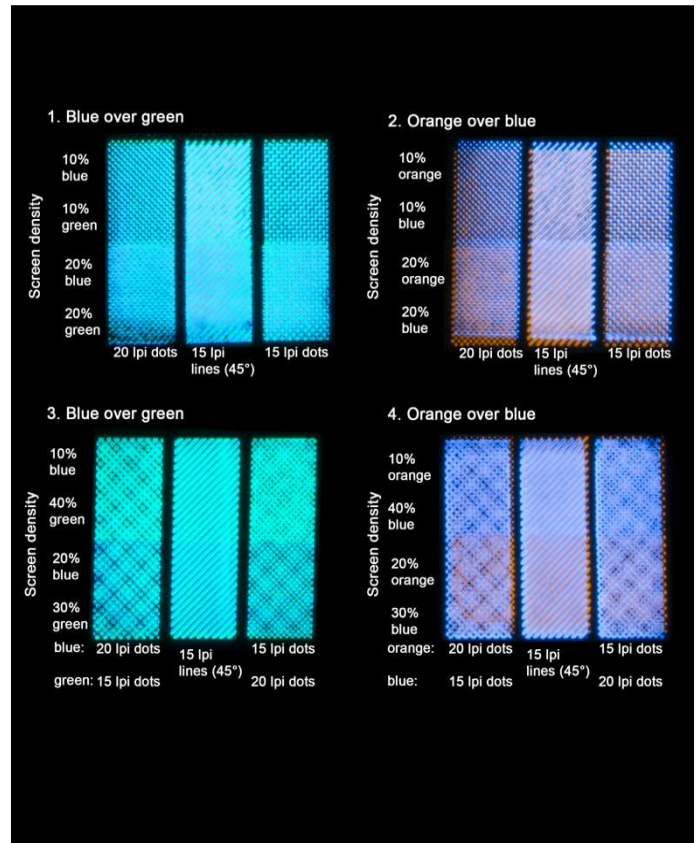 1. Blue over green
Screen density
10%
blue
10%
green
20%
blue
20%
green
20 lpi dots
15 lpi
lines (45°)
15 lpi dots
2. Orange over blue
Screen density
10%
orange
10%
blue
20%
orange
20%
blue
20 lpi dots
15 lpi
lines (45°)
15 lpi dots
3. Blue over green
Screen density
10%
blue
40%
green
20%
blue
30%
green
blue:
20 lpi dots
15 lpi
lines (45°)
15 lpi dots
green:
15 lpi dots
20 lpi dots
4. Orange over blue
Screen density
10%
orange
40%
blue
20%
orange
30%
blue
orange:
20 lpi dots
15 lpi
lines (45°)
15 lpi dots
blue:
15 lpi dots
20 lpi dots